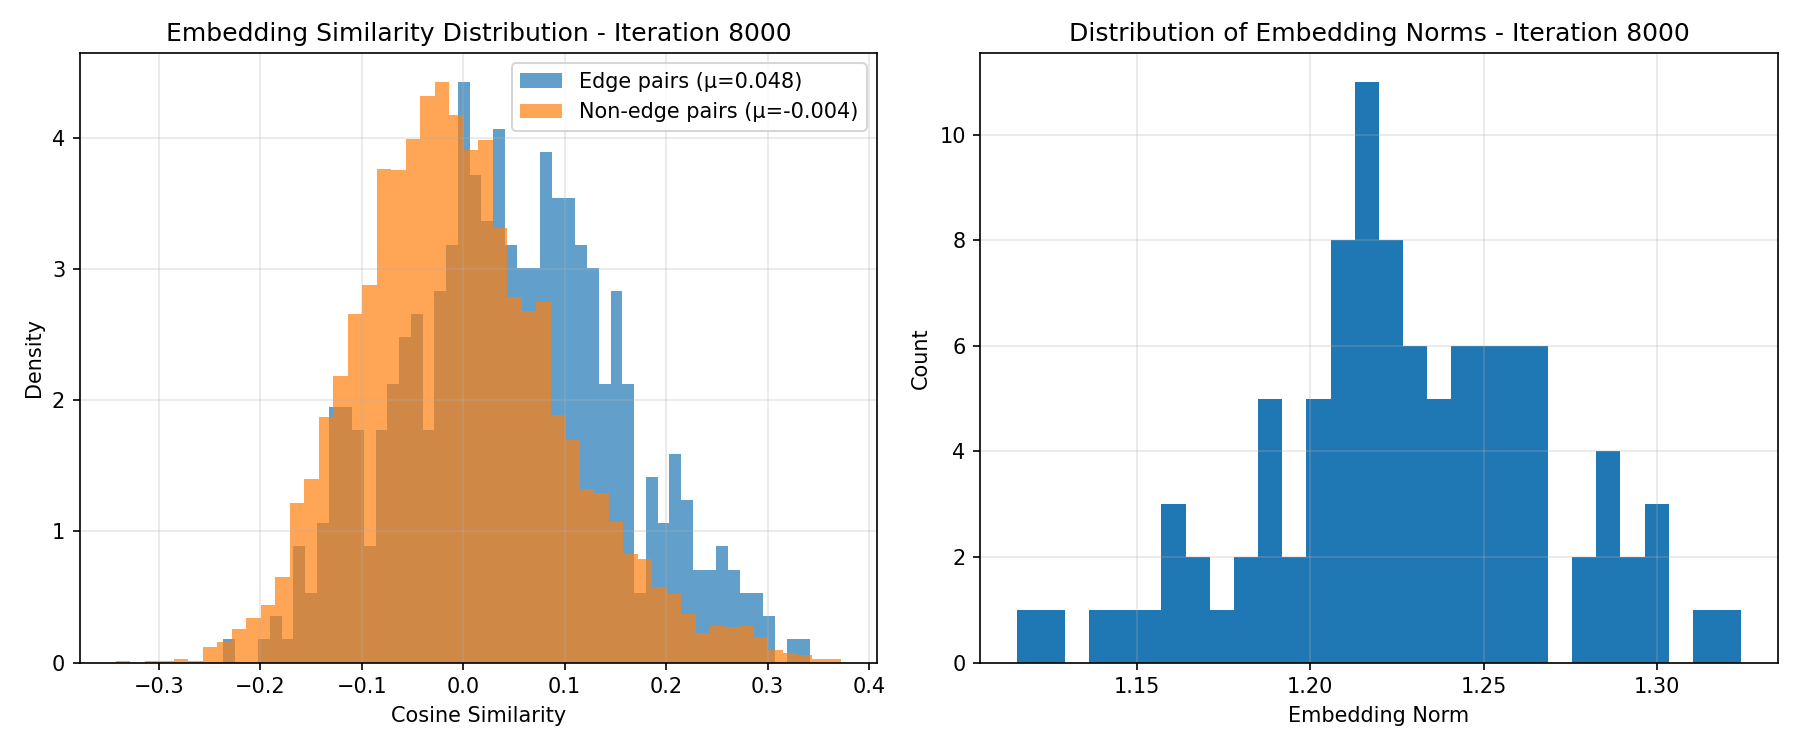 Embedding Similarity Distribution - Iteration 8000
Edge pairs (μ=0.048)
Non-edge pairs (μ=-0.004)
Density
0
1
2
3
4
−0.3
−0.2
−0.1
0.0
0.1
0.2
0.3
0.4
Cosine Similarity
Distribution of Embedding Norms - Iteration 8000
Count
0
2
4
6
8
10
1.15
1.20
1.25
1.30
Embedding Norm